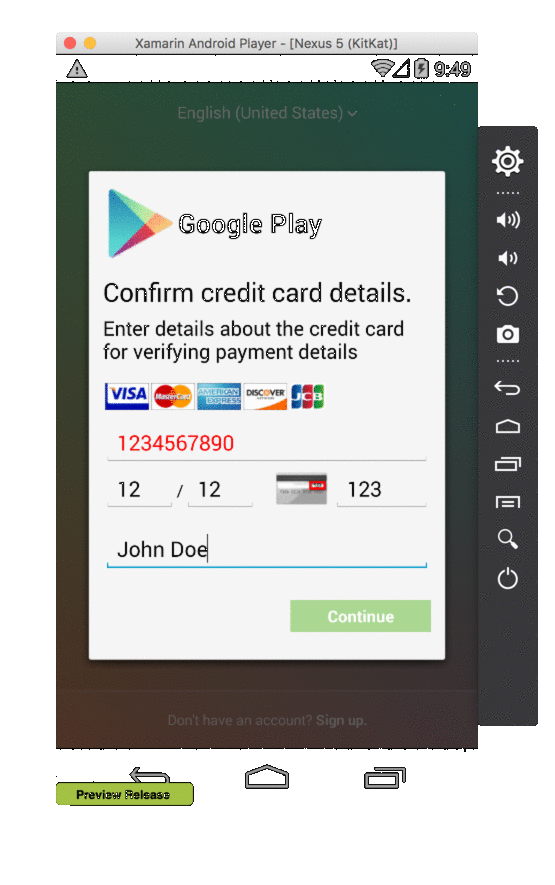 Xamarin Android Player - [Nexus 5 (KitKat)]
9:49
English (United States)
Google Play
Confirm credit card details.
Enter details about the credit card
for verifying payment details
VISA MasterCard AMERICAN EXPRESS DISCOVER JCB
1234567890
12 / 12 123
John Doe
Continue
Don't have an account? Sign up.
Preview Release